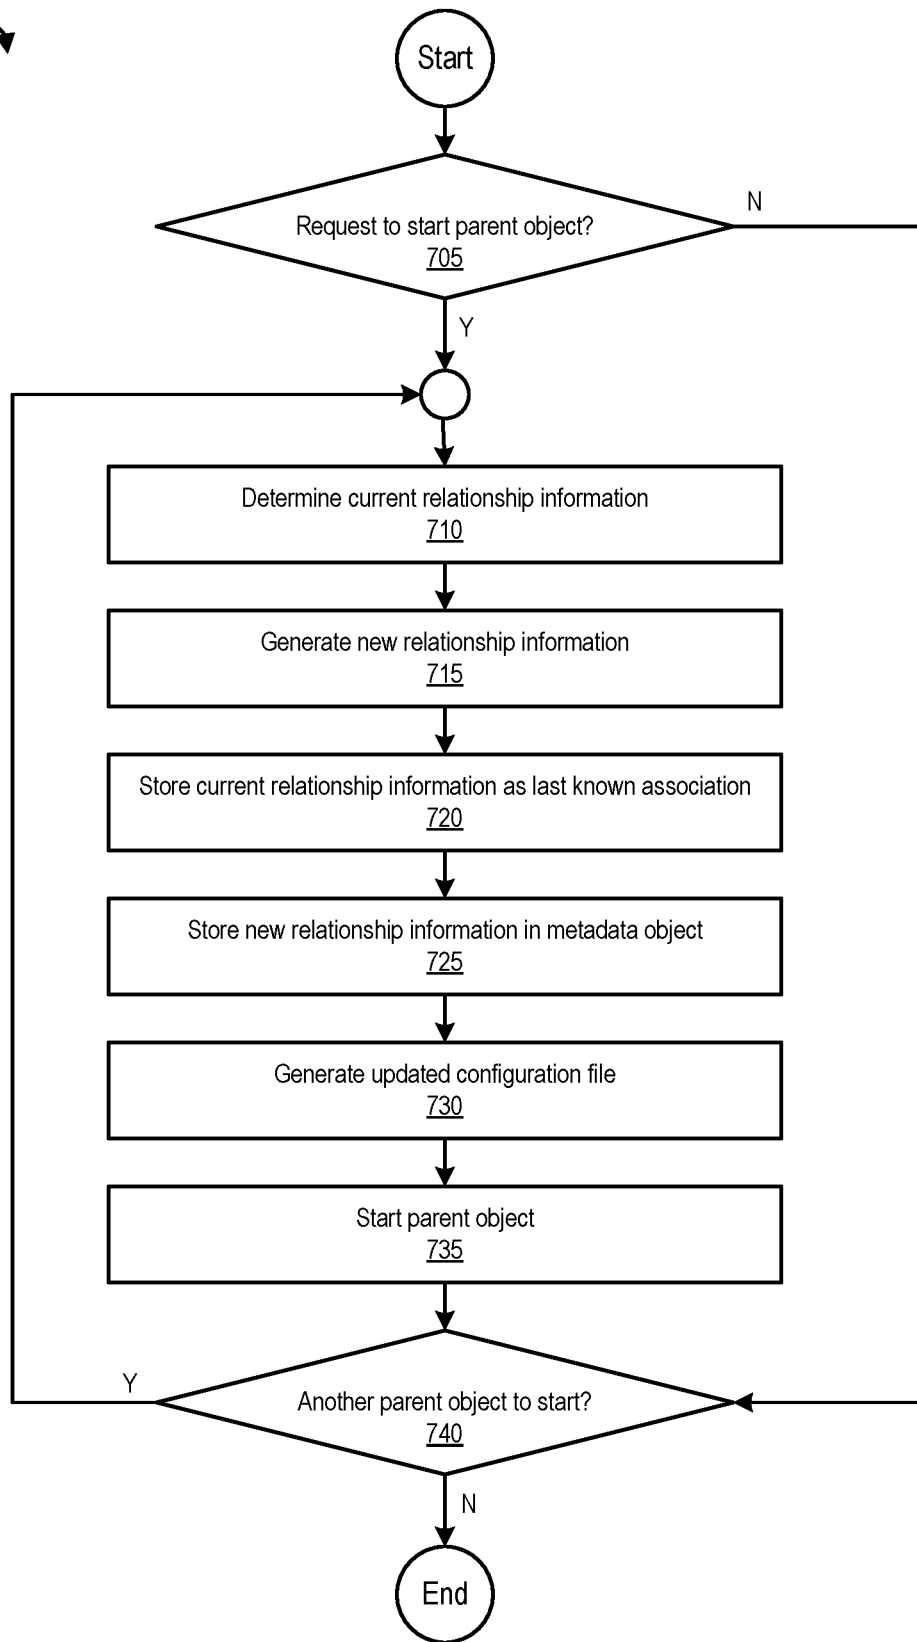 Start
Request to start parent object?
705
N
Y
Determine current relationship information
710
Generate new relationship information
715
Store current relationship information as last known association
720
Store new relationship information in metadata object
725
Generate updated configuration file
730
Start parent object
735
Y
Another parent object to start?
740
N
End